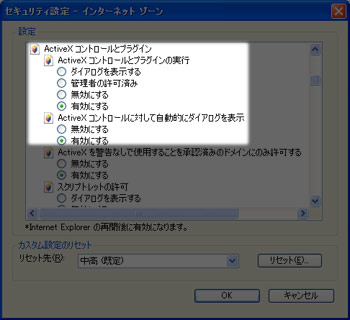 セキュリティ設定 - インターネット ゾーン
設定
ActiveX コントロールとプラグイン
ActiveX コントロールとプラグインの実行
ダイアログを表示する
管理者の許可済み
無効にする
有効にする
ActiveX コントロールに対して自動的にダイアログを表示
無効にする
有効にする
ActiveX を警告なしで使用することを承認済みのドメインにのみ許可する
無効にする
有効にする
スクリプトレットの許可
ダイアログを表示する
無効にする
*Internet Explorer の再開後に有効になります。
カスタム設定のリセット
リセット先(R):
中高 (既定)
リセット(E)...
OK
キャンセル